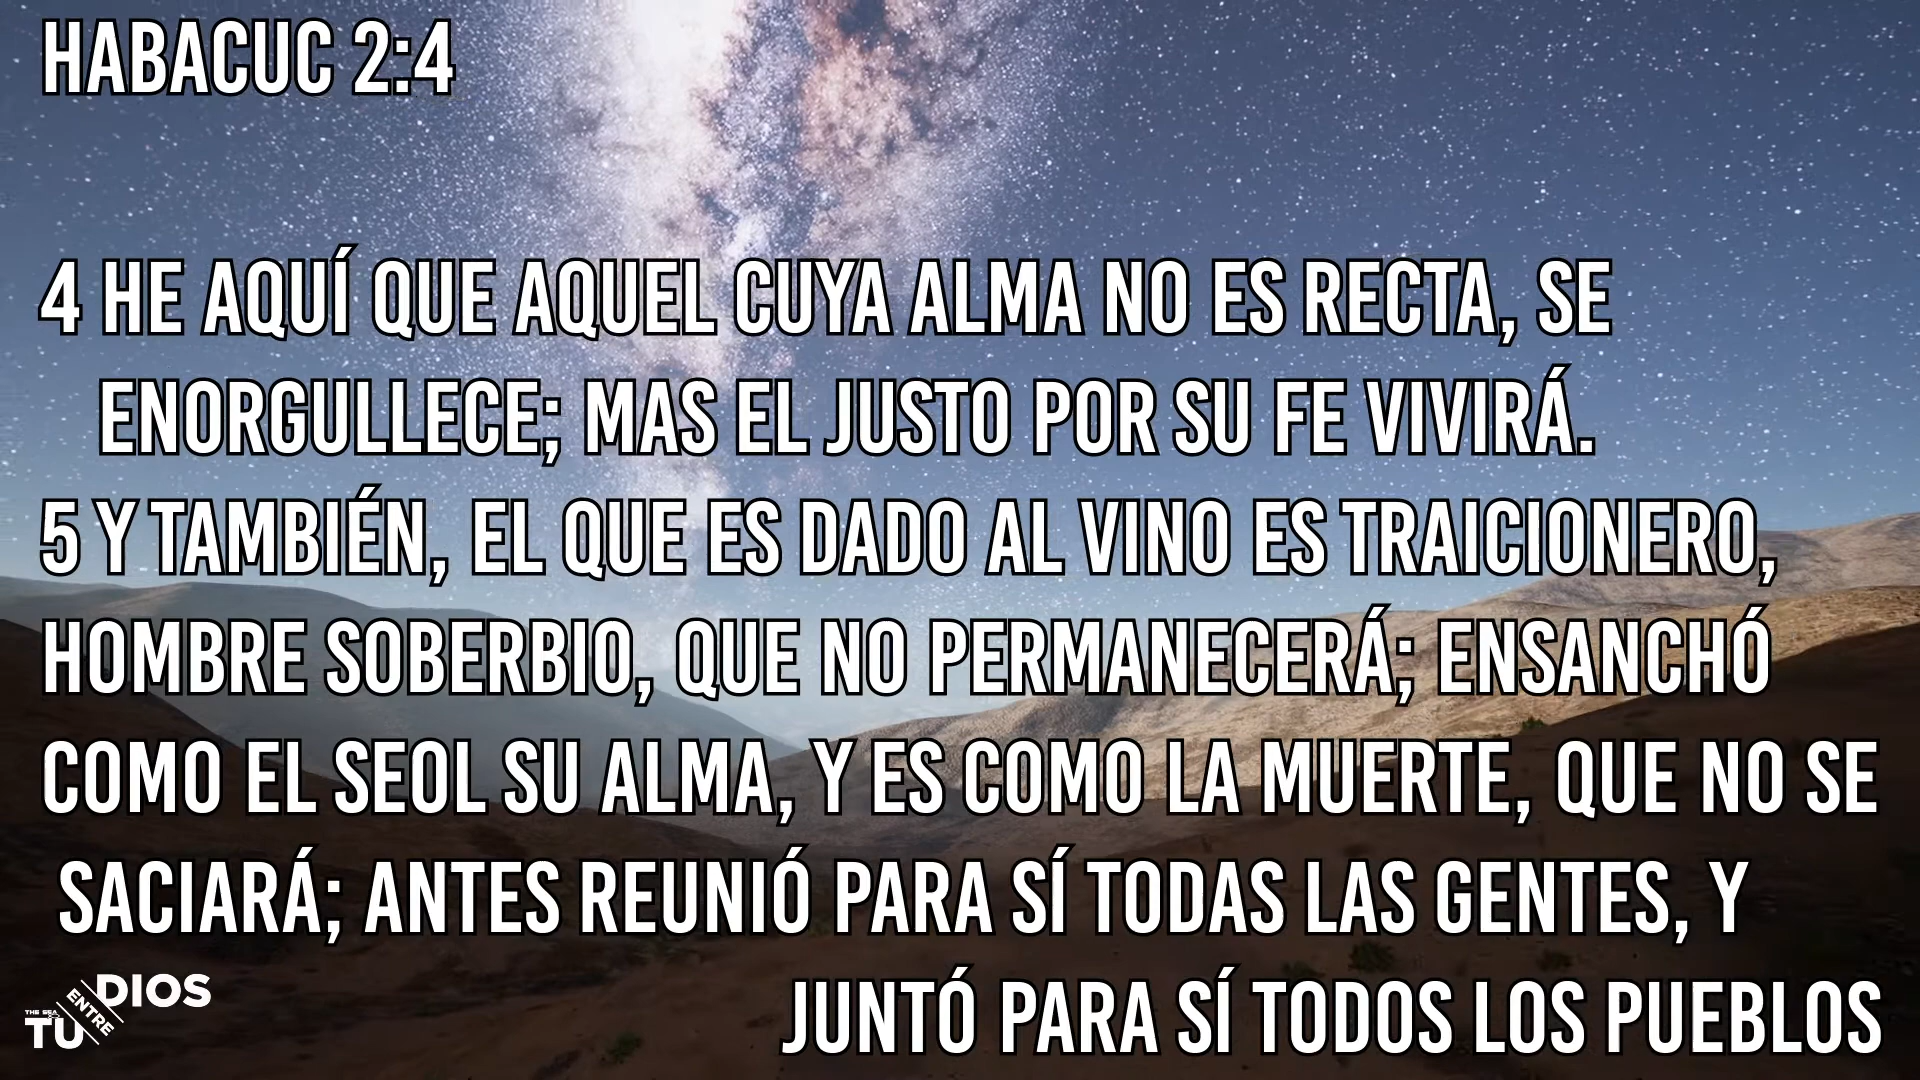 HABACUC 2:4
4 HE AQUÍ QUE AQUEL CUYA ALMA NO ES RECTA, SE
ENORGULLECE; MAS EL JUSTO POR SU FE VIVIRÁ.
5 Y TAMBIÉN, EL QUE ES DADO AL VINO ES TRAICIONERO,
HOMBRE SOBERBIO, QUE NO PERMANECERÁ; ENSANCHÓ
COMO EL SEOL SU ALMA, Y ES COMO LA MUERTE, QUE NO SE
SACIARÁ; ANTES REUNIÓ PARA SÍ TODAS LAS GENTES, Y
JUNTÓ PARA SÍ TODOS LOS PUEBLOS
DIOS
ENTRE
THE SEA
TU